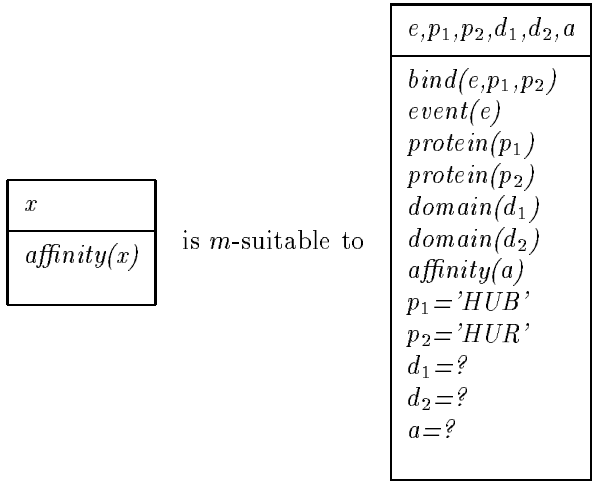 x
affinity(x)
is m-suitable to
e,p₁,p₂,d₁,d₂,a
bind(e,p₁,p₂)
event(e)
protein(p₁)
protein(p₂)
domain(d₁)
domain(d₂)
affinity(a)
p₁='HUB'
p₂='HUR'
d₁=?
d₂=?
a=?